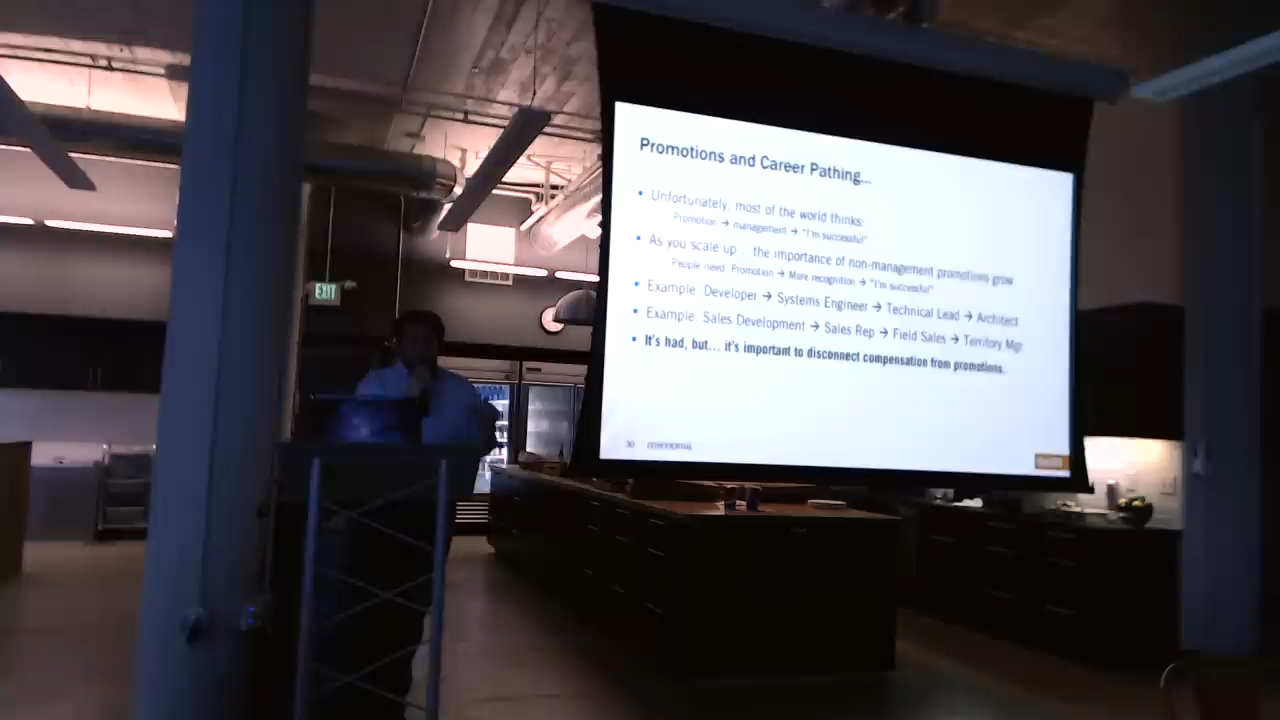 EXIT
Promotions and Career Pathing...
• Unfortunately, most of the world thinks:
Promotion → management → "I'm successful"
• As you scale up... the importance of non-management promotions grow
People need: Promotion → More recognition → "I'm successful"
• Example: Developer → Systems Engineer → Technical Lead → Architect
• Example: Sales Development → Sales Rep → Field Sales → Territory Mgr.
• It's had, but... it's important to disconnect compensation from promotions.
30 CONFIDENTIAL